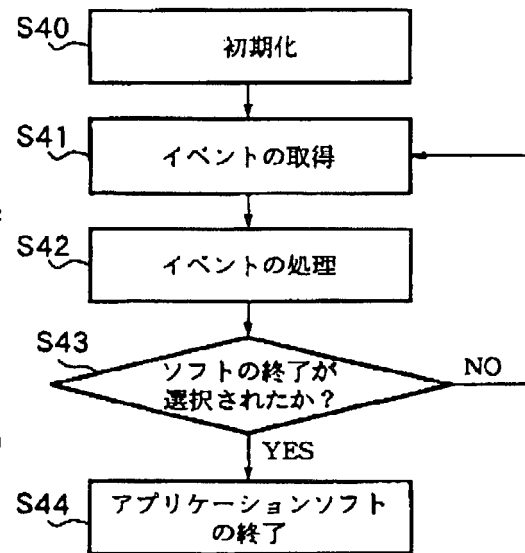 S40
初期化
S41
イベントの取得
S42
イベントの処理
S43
ソフトの終了が
選択されたか？
NO
YES
S44
アプリケーションソフト
の終了